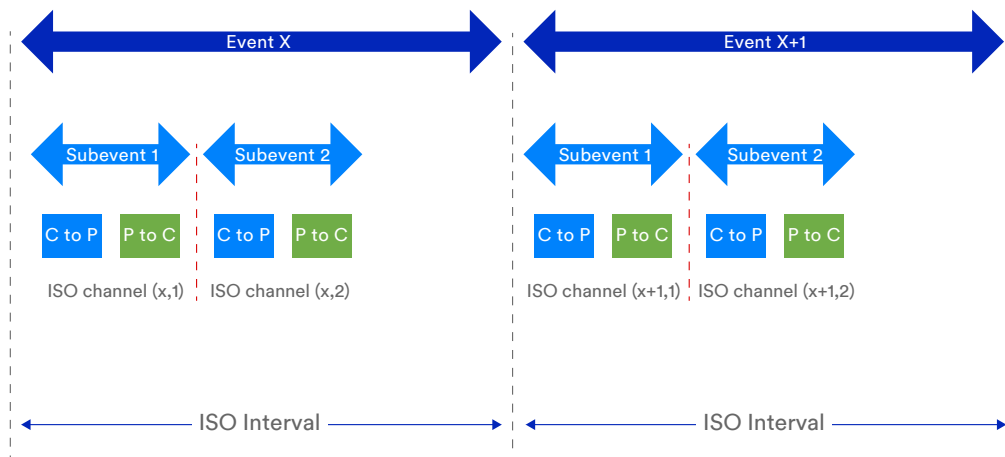 Event X
Event X+1
Subevent 1
Subevent 2
Subevent 1
Subevent 2
C to P
P to C
C to P
P to C
C to P
P to C
C to P
P to C
ISO channel (x,1)
ISO channel (x,2)
ISO channel (x+1,1)
ISO channel (x+1,2)
ISO Interval
ISO Interval